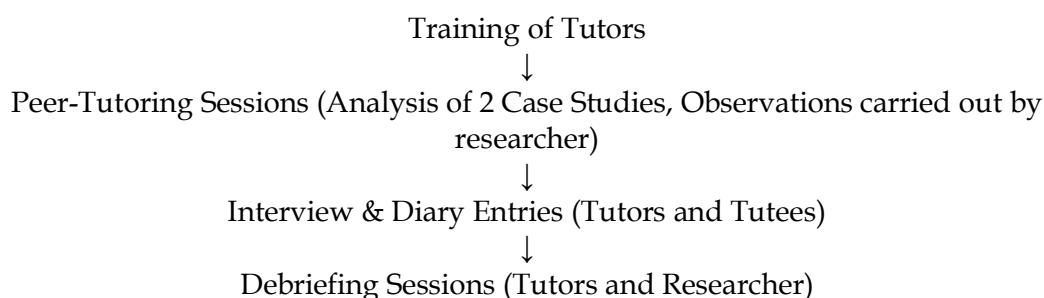 Training of Tutors
↓
Peer-Tutoring Sessions (Analysis of 2 Case Studies, Observations carried out by
researcher)
↓
Interview & Diary Entries (Tutors and Tutees)
↓
Debriefing Sessions (Tutors and Researcher)